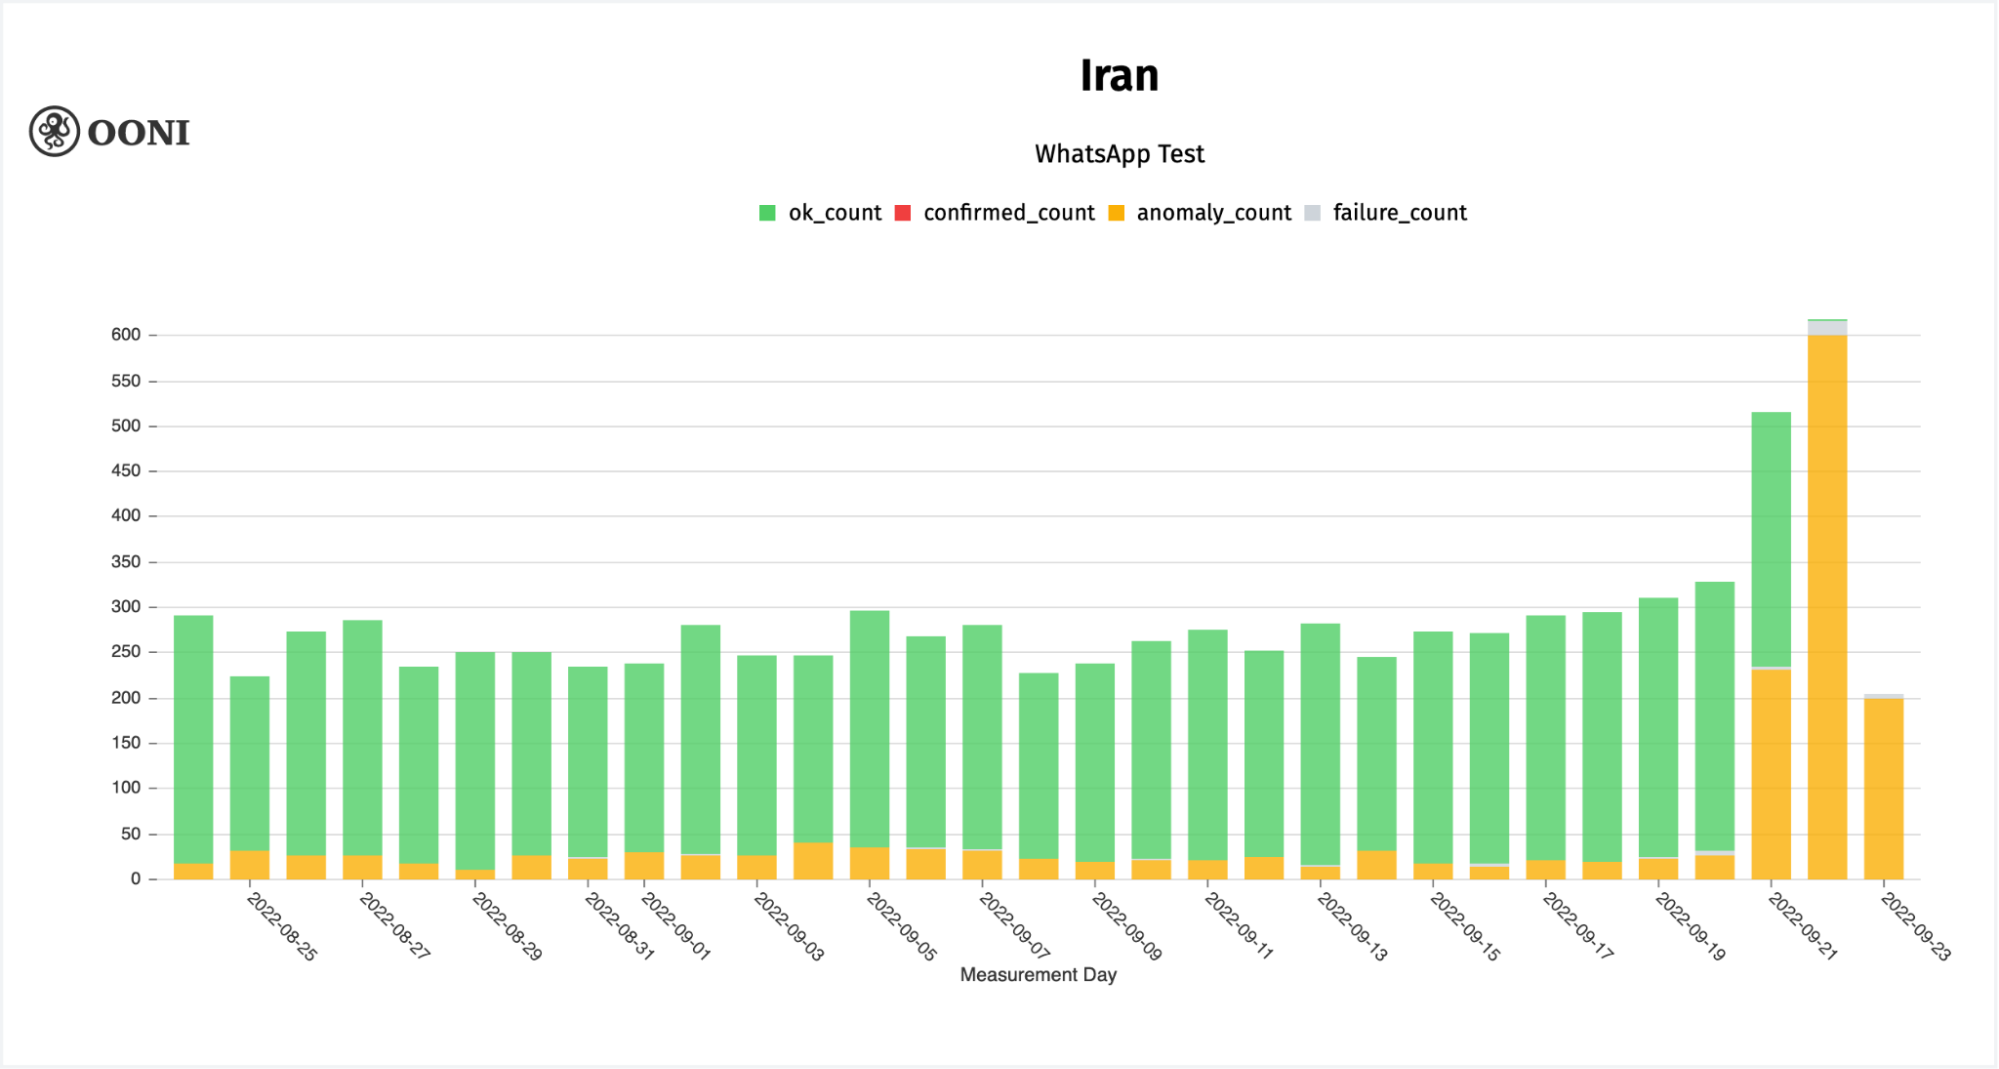 Iran
OONI
WhatsApp Test
ok_count confirmed_count anomaly_count failure_count
600
550
500
450
400
350
300
250
200
150
100
50
0
2022-08-25 2022-08-27 2022-08-29 2022-08-31 2022-09-01 2022-09-03 2022-09-05 2022-09-07 2022-09-09 2022-09-11 2022-09-13 2022-09-15 2022-09-17 2022-09-19 2022-09-21 2022-09-23
Measurement Day